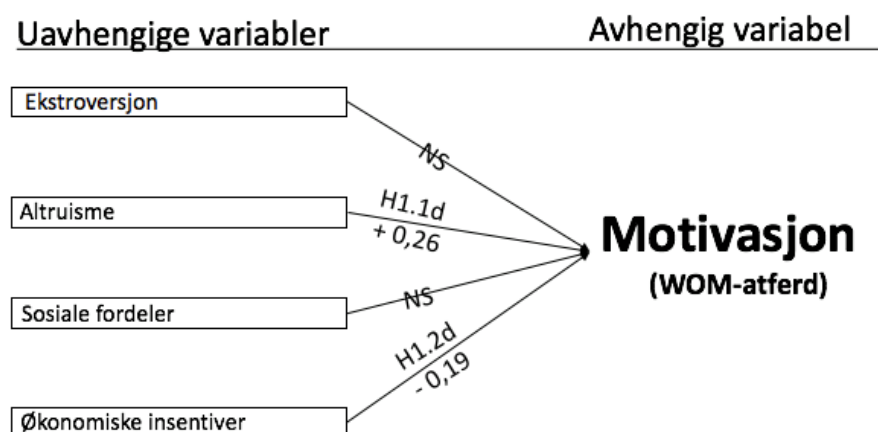 Uavhengige variabler
Avhengig variabel
Ekstroversjon
NS
Altruisme
H1.1d
+ 0,26
Motivasjon
(WOM-atferd)
Sosiale fordeler
NS
H1.2d
- 0,19
Økonomiske insentiver